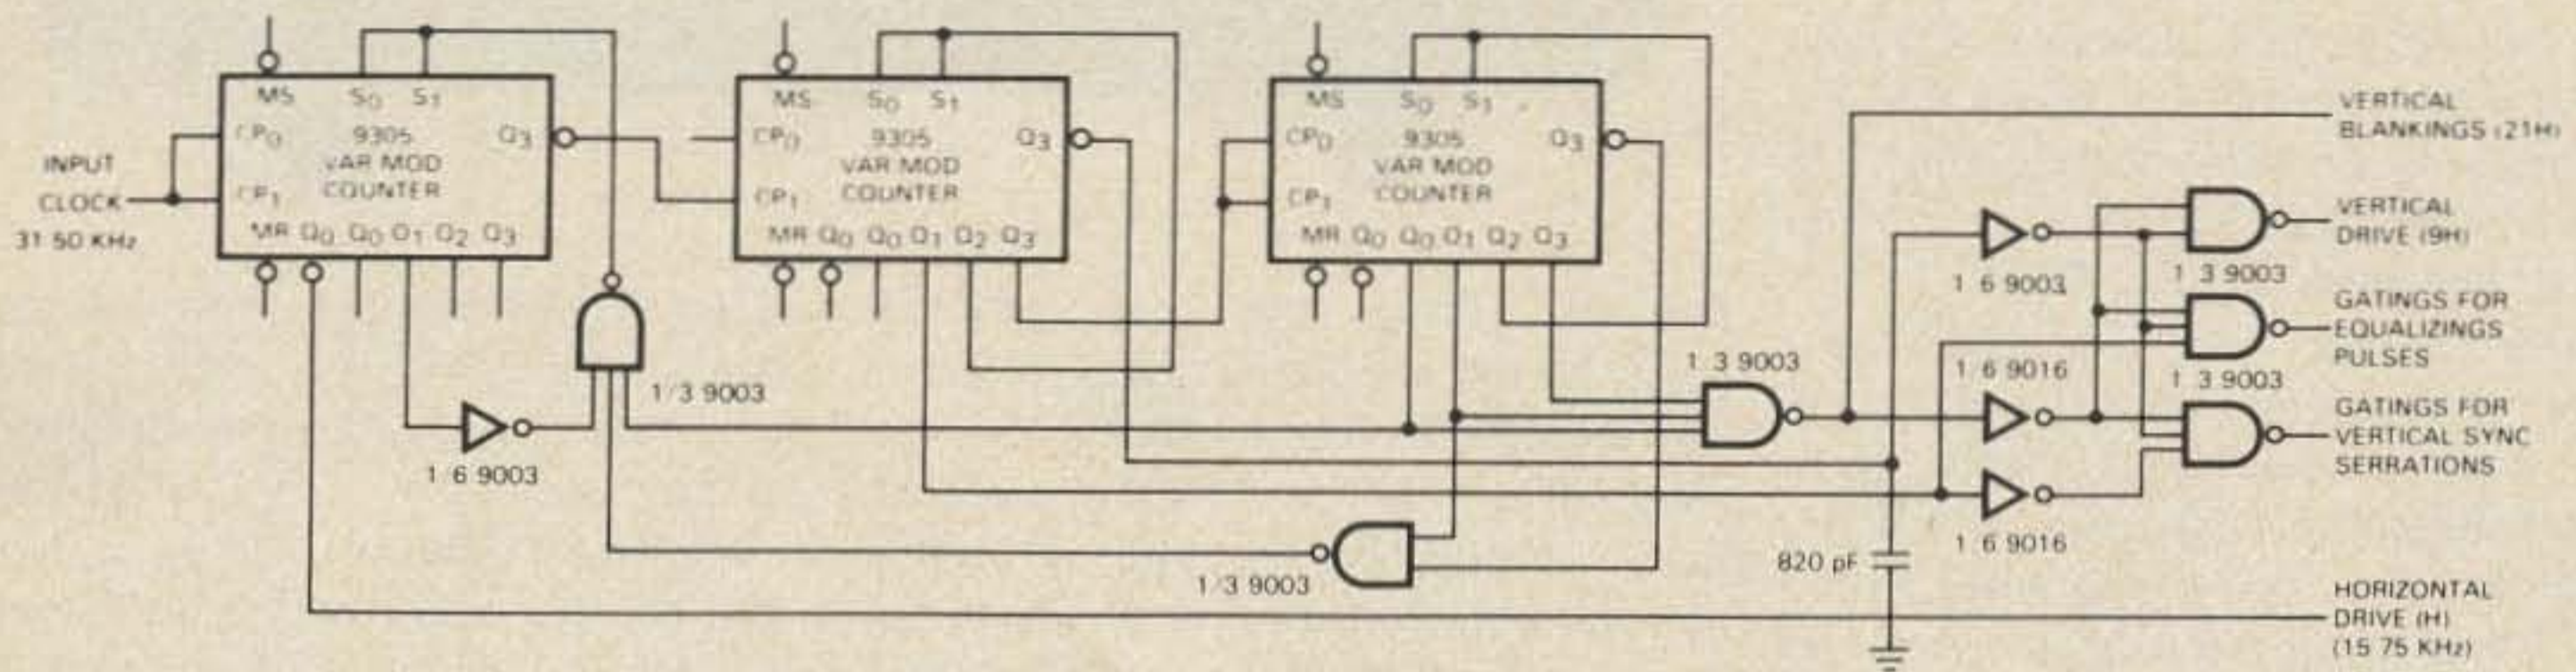 INPUT
CLOCK
31 50 KHz
MS S0 S1
CP0 9305 Q3
VAR MOD
CP1 COUNTER
MR Q0 Q0 Q1 Q2 Q3
MS S0 S1
CP0 9305 Q3
VAR MOD
CP1 COUNTER
MR Q0 Q0 Q1 Q2 Q3
MS S0 S1
CP0 9305 Q3
VAR MOD
CP1 COUNTER
MR Q0 Q0 Q1 Q2 Q3
1/3 9003
1 6 9003
1/3 9003
1 3 9003
820 pF
1 6 9003
1 6 9016
1 6 9016
1 3 9003
1 3 9003
VERTICAL
BLANKINGS (21H)
VERTICAL
DRIVE (9H)
GATINGS FOR
EQUALIZINGS
PULSES
GATINGS FOR
VERTICAL SYNC
SERRATIONS
HORIZONTAL
DRIVE (H)
(15 75 KHz)